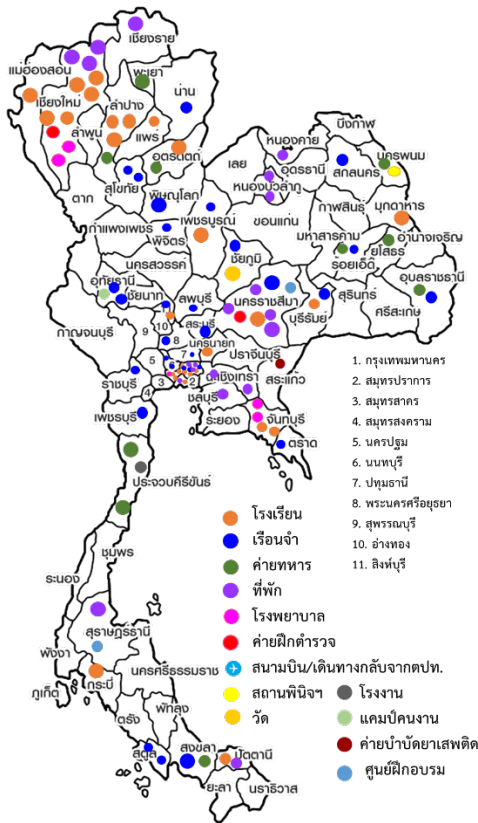 เชียงราย
แม่ฮ่องสอน
พะเยา
น่าน
เชียงใหม่
ลำปาง
ลำพูน
แพร่
อุตรดิตถ์
ตาก
สุโขทัย
พิษณุโลก
กำแพงเพชร
พิจิตร
เพชรบูรณ์
เลย
หนองคาย
บึงกาฬ
อุดรธานี
หนองบัวลำภู
สกลนคร
นครพนม
ขอนแก่น
กาฬสินธุ์
มุกดาหาร
มหาสารคาม
อำนาจเจริญ
ยโสธร
ร้อยเอ็ด
ชัยภูมิ
นครสวรรค์
อุบลราชธานี
อุทัยธานี
ชัยนาท
ลพบุรี
นครราชสีมา
บุรีรัมย์
สุรินทร์
ศรีสะเกษ
กาญจนบุรี
สระบุรี
นครนายก
ปราจีนบุรี
สระแก้ว
ฉะเชิงเทรา
ชลบุรี
ระยอง
จันทบุรี
ตราด
ราชบุรี
เพชรบุรี
ประจวบคีรีขันธ์
ชุมพร
ระนอง
สุราษฎร์ธานี
พังงา
ภูเก็ต
กระบี่
นครศรีธรรมราช
ตรัง
พัทลุง
สตูล
สงขลา
ปัตตานี
ยะลา
นราธิวาส
11
10
9
8
7
5
6
1
2
3
4
1. กรุงเทพมหานคร
2. สมุทรปราการ
3. สมุทรสาคร
4. สมุทรสงคราม
5. นครปฐม
6. นนทบุรี
7. ปทุมธานี
8. พระนครศรีอยุธยา
9. สุพรรณบุรี
10. อ่างทอง
11. สิงห์บุรี
โรงเรียน
เรือนจำ
ค่ายทหาร
ที่พัก
โรงพยาบาล
ค่ายฝึกตำรวจ
สนามบิน/เดินทางกลับจากตปท.
สถานพินิจฯ
วัด
โรงงาน
แคมป์คนงาน
ค่ายบำบัดยาเสพติด
ศูนย์ฝึกอบรม